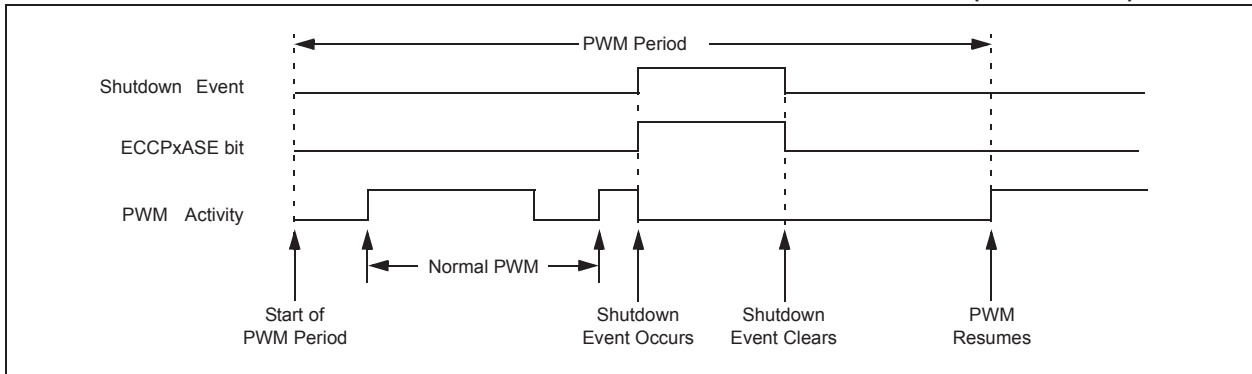 PWM Period
Shutdown Event
ECCPxASE bit
PWM Activity
Normal PWM
Start of
PWM Period
Shutdown
Event Occurs
Shutdown
Event Clears
PWM
Resumes